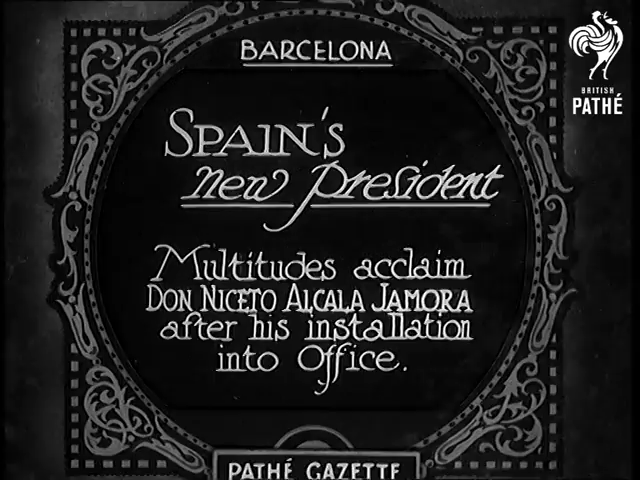 BARCELONA
BRITISH
PATHÉ
SPAIN'S
new president
Multitudes acclaim
DON NICETO ALCALA JAMORA
after his installation
into Office.
PATHÉ GAZETTE